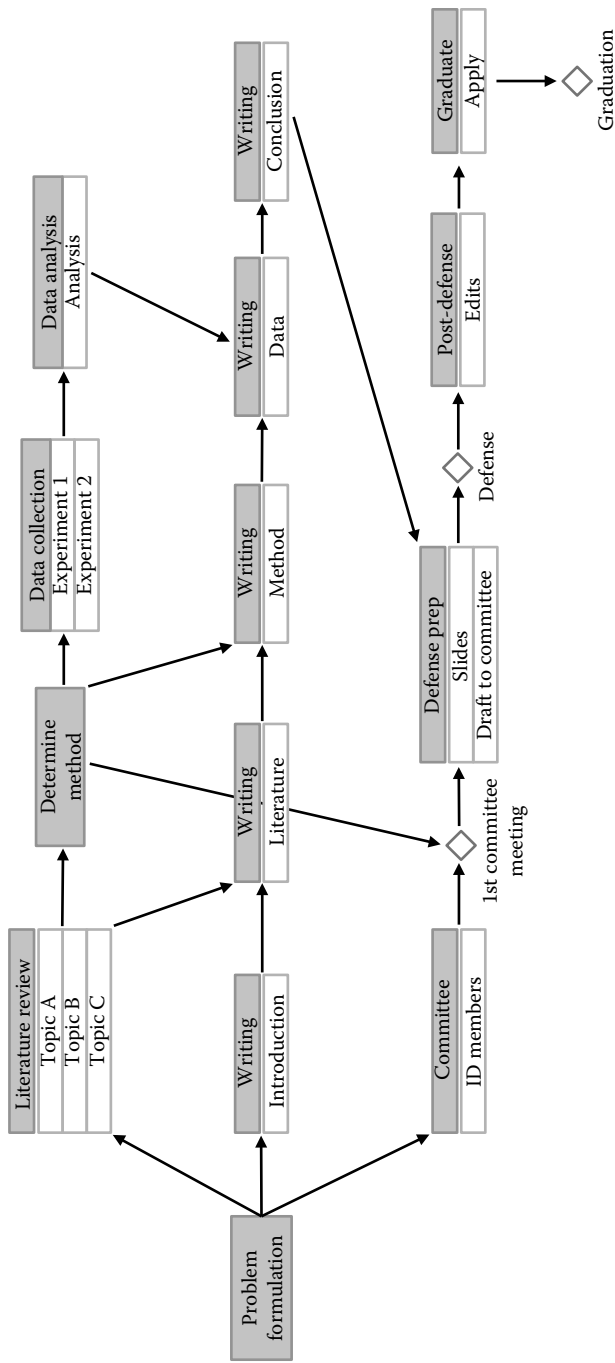 Problem
formulation
Literature review
Topic A
Topic B
Topic C
Determine
method
Data collection
Experiment 1
Experiment 2
Data analysis
Analysis
Writing
Introduction
Writing
Literature
Writing
Method
Writing
Data
Writing
Conclusion
Committee
ID members
1st committee
meeting
Defense prep
Slides
Draft to committee
Defense
Post-defense
Edits
Graduate
Apply
Graduation